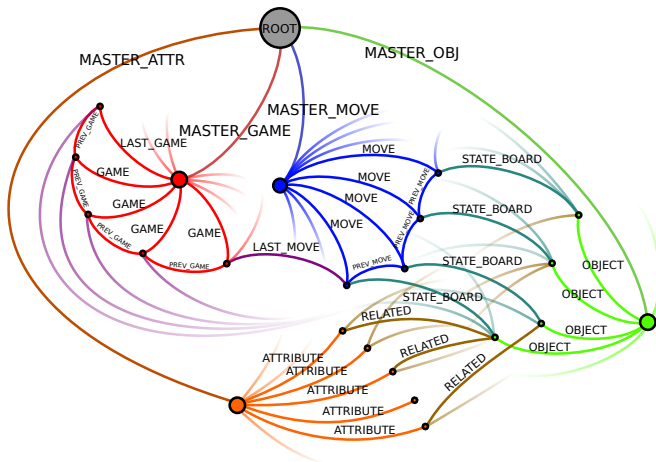 ROOT
MASTER_ATTR
MASTER_OBJ
MASTER_MOVE
MASTER_GAME
PREV_GAME
LAST_GAME
MOVE
STATE_BOARD
GAME
PREV_GAME
MOVE
PREV_MOVE
GAME
MOVE
STATE_BOARD
PREV_GAME
GAME
GAME
PREV_MOVE
LAST_MOVE
PREV_GAME
PREV_MOVE
STATE_BOARD
OBJECT
STATE_BOARD
OBJECT
RELATED
OBJECT
RELATED
OBJECT
ATTRIBUTE
ATTRIBUTE
RELATED
ATTRIBUTE
ATTRIBUTE
ATTRIBUTE